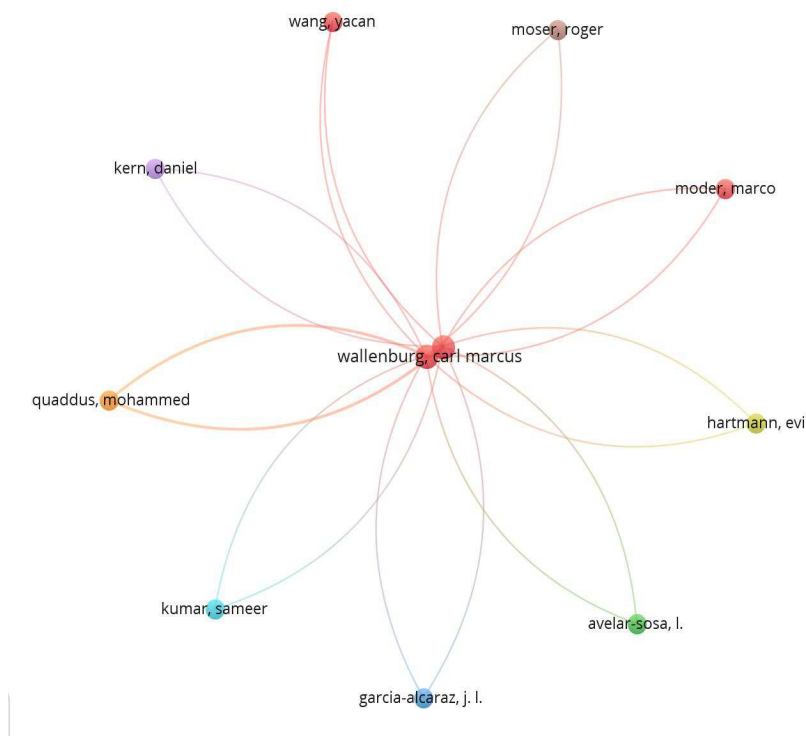 wang, yacan
moser, roger
kern, daniel
moder, marco
wallenburg, carl marcus
quaddus, mohammed
hartmann, evi
kumar, sameer
avelar-sosa, l.
garcia-alcaraz, j. l.